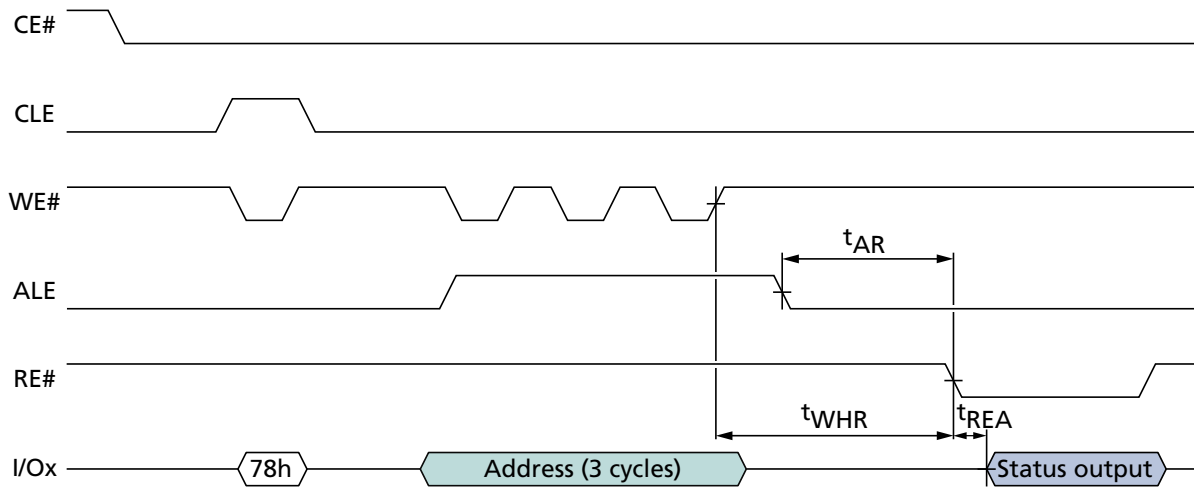 CE#
CLE
WE#
tAR
ALE
RE#
tWHR
tREA
I/Ox
78h
Address (3 cycles)
Status output